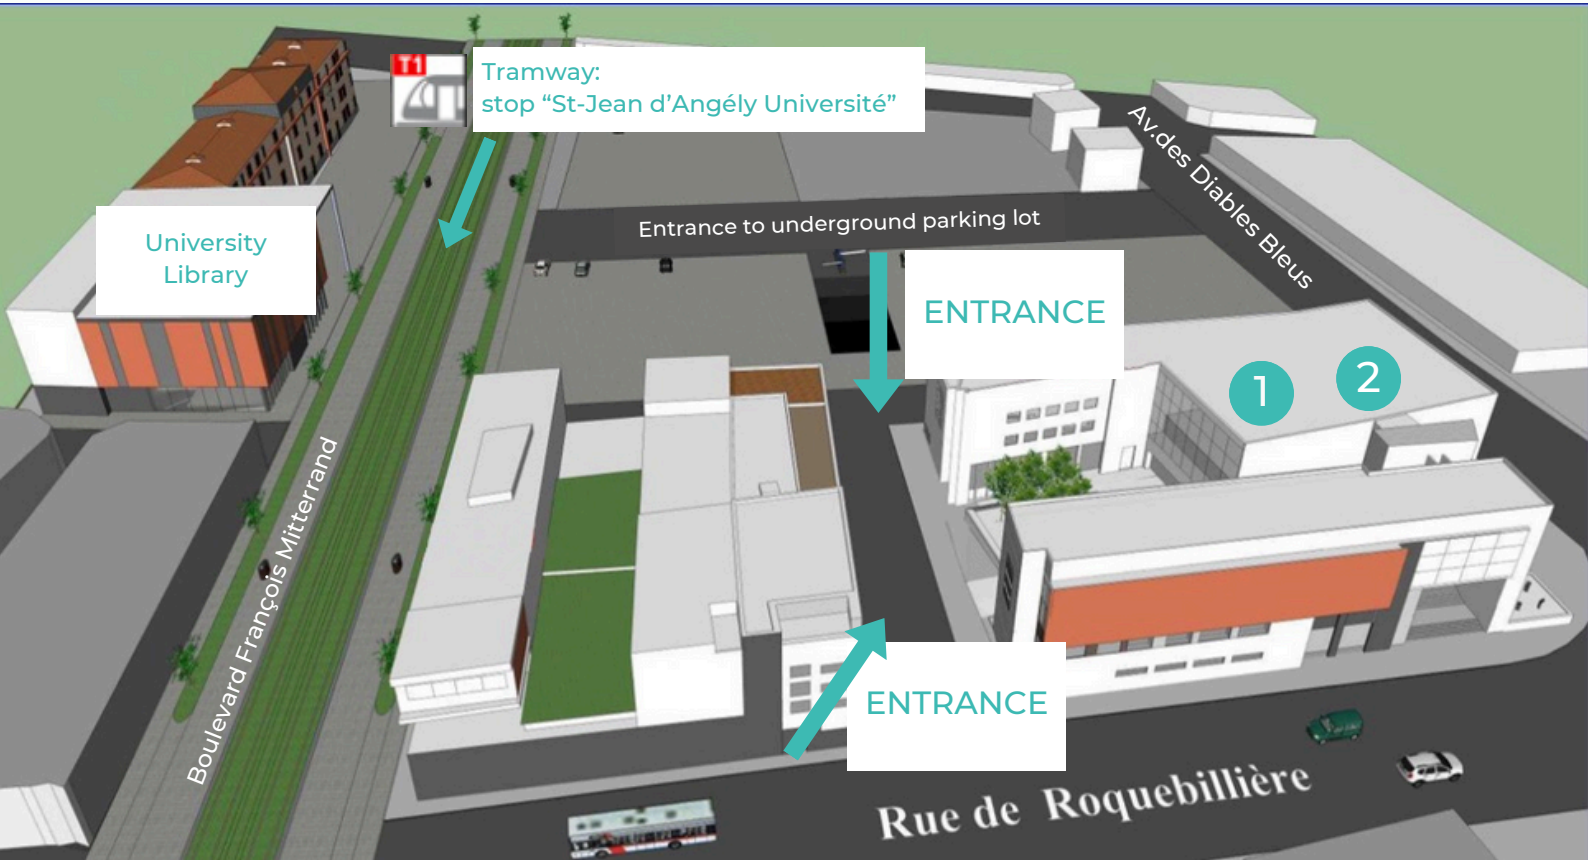 T1
Tramway:
stop “St-Jean d’Angély Université”
Av.des Diables Bleus
University
Library
Entrance to underground parking lot
ENTRANCE
1
2
Boulevard François Mitterrand
ENTRANCE
Rue de Roquebillière